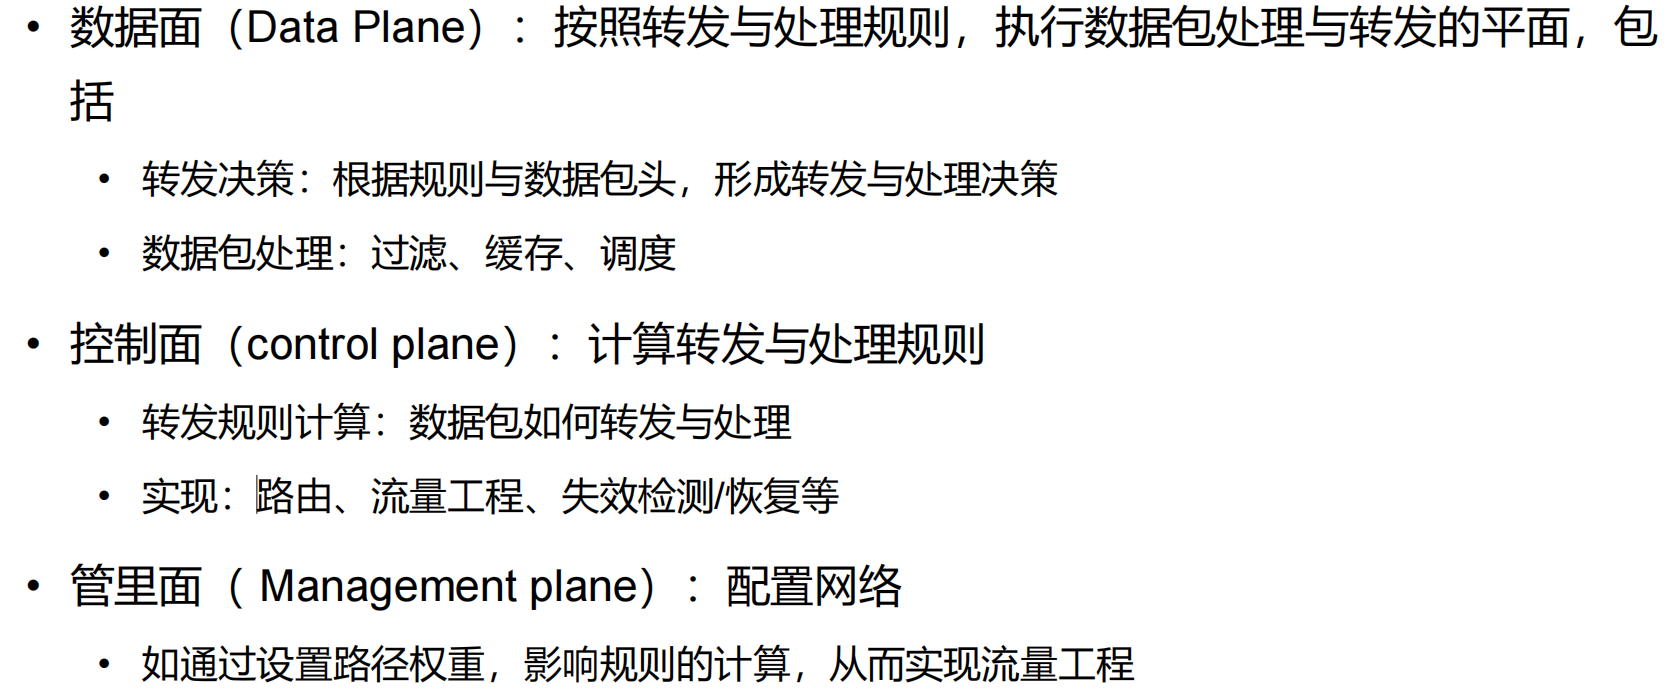 • 数据面（Data Plane）：按照转发与处理规则，执行数据包处理与转发的平面，包
括
• 转发决策：根据规则与数据包头，形成转发与处理决策
• 数据包处理：过滤、缓存、调度
• 控制面（control plane）：计算转发与处理规则
• 转发规则计算：数据包如何转发与处理
• 实现：路由、流量工程、失效检测/恢复等
• 管里面（ Management plane）：配置网络
• 如通过设置路径权重，影响规则的计算，从而实现流量工程